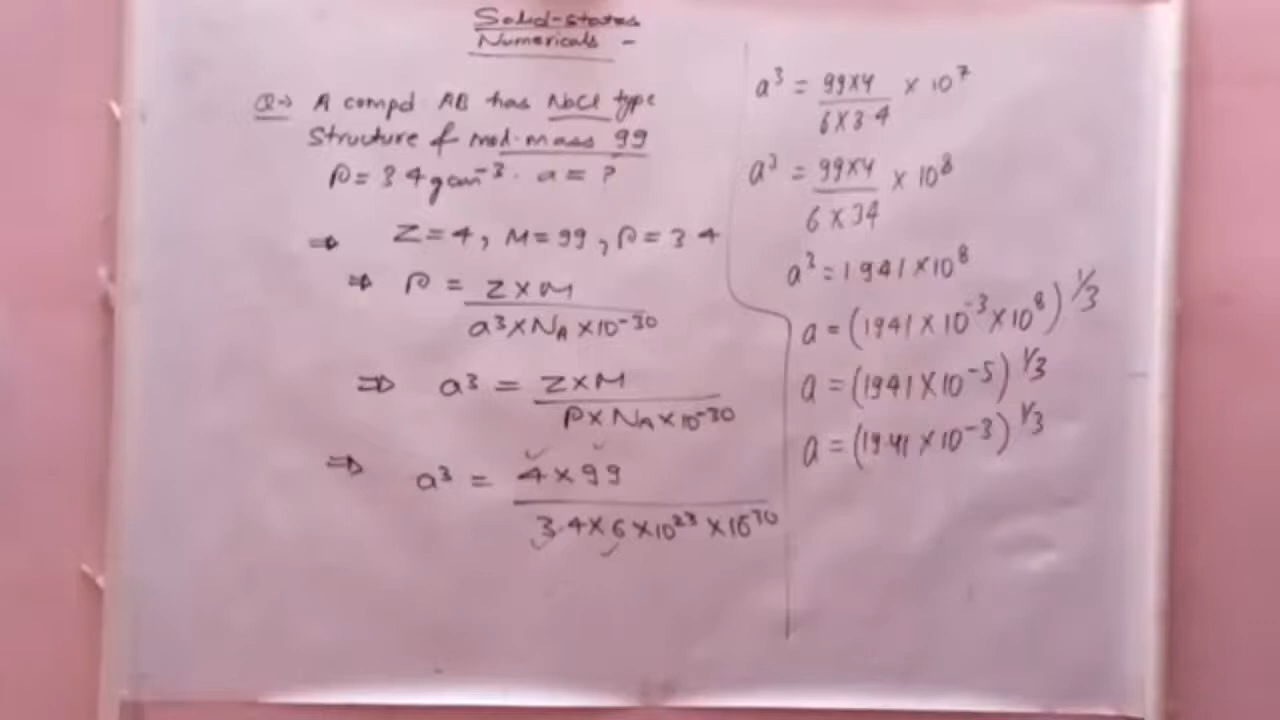 Solid-states
Numericals -
Q→ A compd AB has NaCl type
Structure & mol. mass 99
ρ = 3.4 g cm⁻³. a = ?
⇒ Z = 4, M = 99, ρ = 3.4
⇒ ρ = Z×M / a³×N_A×10⁻³⁰
⇒ a³ = Z×M / ρ×N_A×10⁻³⁰
⇒ a³ = 4×99 / 3.4×6×10²³×10⁻³⁰
a³ = 99×4 / 6×3.4 × 10⁷
a³ = 99×4 / 6×34 × 10⁸
a³ = 1.941×10⁸
a = (1941×10⁻³×10⁸)^1/3
a = (1941×10⁻⁵)^1/3
a = (19.41×10⁻³)^1/3